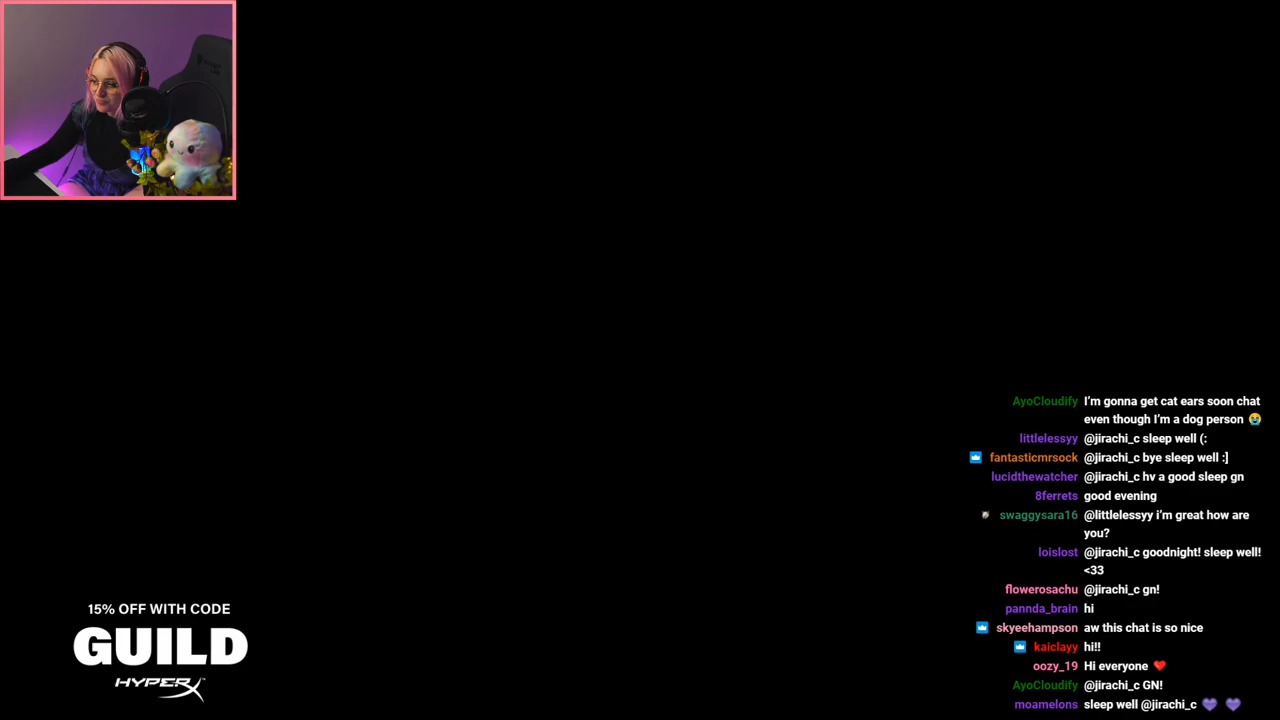 AyoCloudify I'm gonna get cat ears soon chat
even though I'm a dog person 😭
littlelessyy @jirachi_c sleep well (:
fantasticmrsock @jirachi_c bye sleep well :]
lucidthewatcher @jirachi_c hv a good sleep gn
8ferrets good evening
swaggysara16 @littlelessyy i'm great how are
you?
loislost @jirachi_c goodnight! sleep well!
<33
flowerosachu @jirachi_c gn!
pannda_brain hi
skyeehampson aw this chat is so nice
kaiclayy hi!!
oozy_19 Hi everyone ❤️
AyoCloudify @jirachi_c GN!
moamelons sleep well @jirachi_c 💜 💜
15% OFF WITH CODE
GUILD
HYPERX